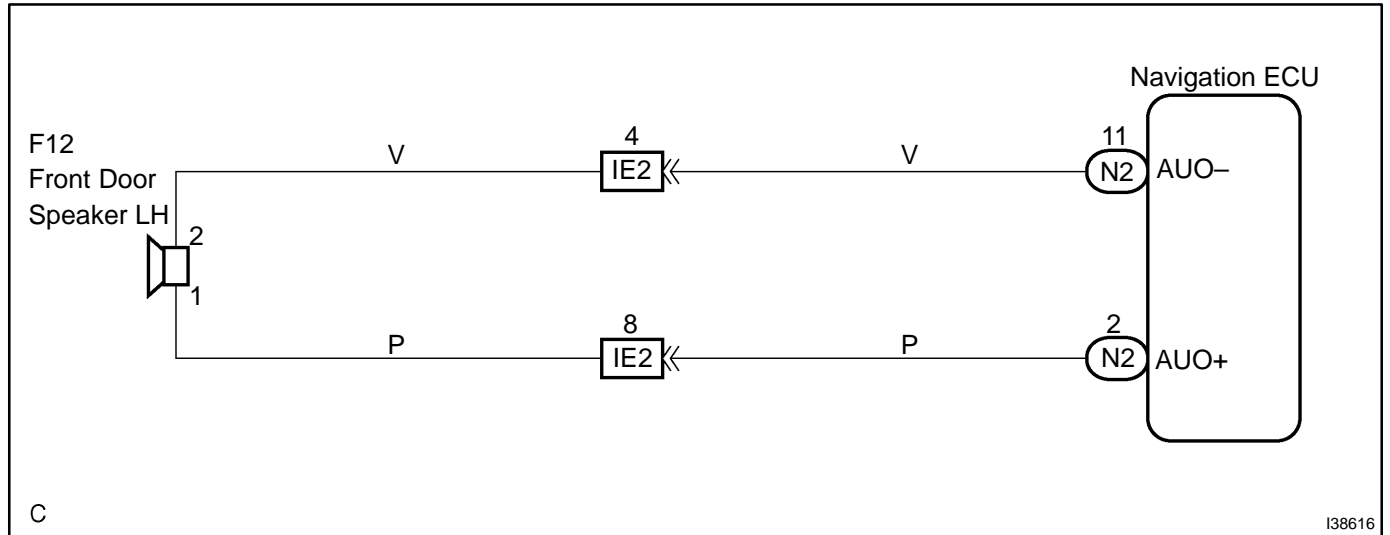 Navigation ECU
F12
Front Door
Speaker LH
2
1
V
4
IE2
V
11
N2
AUO–
P
8
IE2
P
2
N2
AUO+
C
I38616